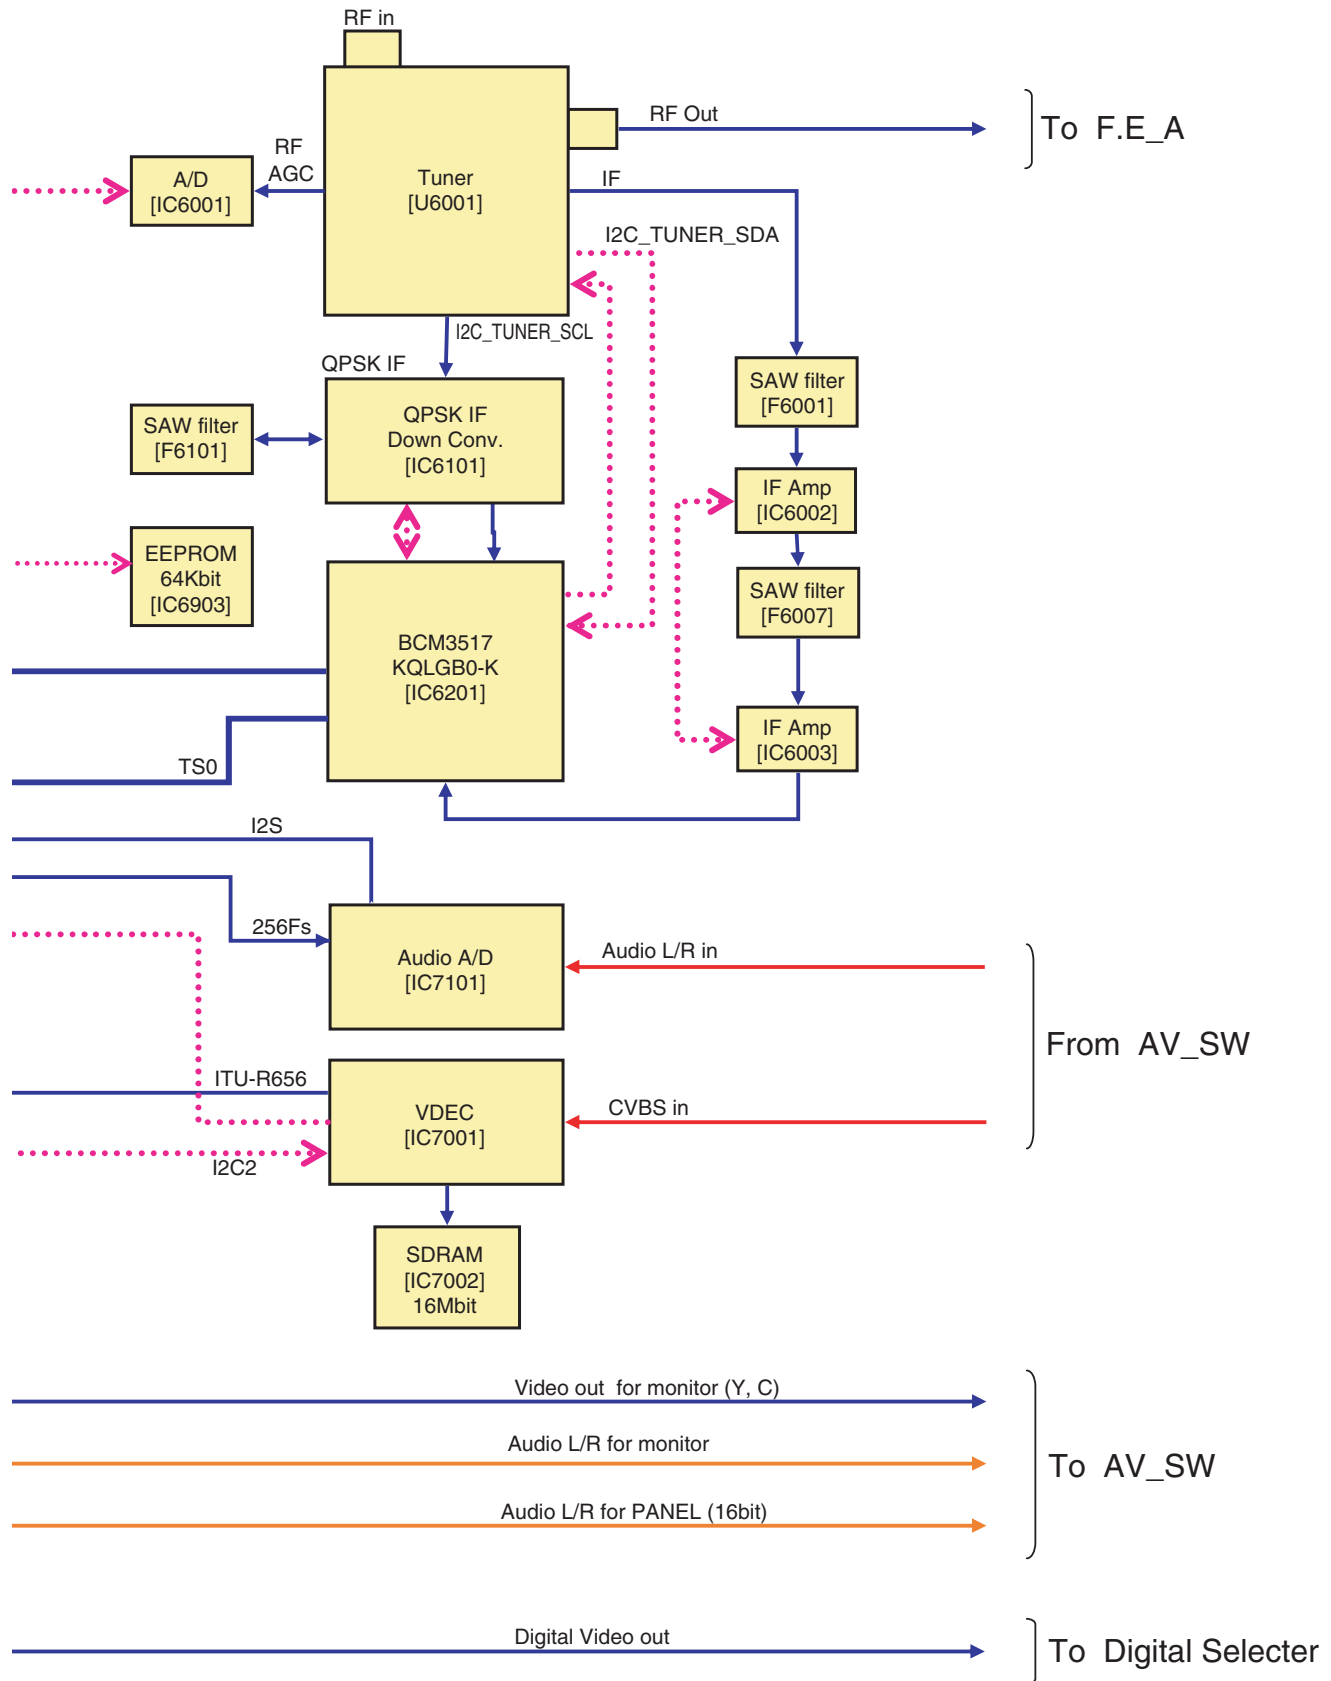 RF in
RF Out
To F.E_A
RF
AGC
A/D
[IC6001]
Tuner
[U6001]
IF
I2C_TUNER_SDA
I2C_TUNER_SCL
QPSK IF
SAW filter
[F6101]
QPSK IF
Down Conv.
[IC6101]
SAW filter
[F6001]
IF Amp
[IC6002]
EEPROM
64Kbit
[IC6903]
SAW filter
[F6007]
BCM3517
KQLGB0-K
[IC6201]
IF Amp
[IC6003]
TS0
I2S
256Fs
Audio A/D
[IC7101]
Audio L/R in
From AV_SW
ITU-R656
VDEC
[IC7001]
CVBS in
I2C2
SDRAM
[IC7002]
16Mbit
Video out for monitor (Y, C)
Audio L/R for monitor
To AV_SW
Audio L/R for PANEL (16bit)
Digital Video out
To Digital Selecter